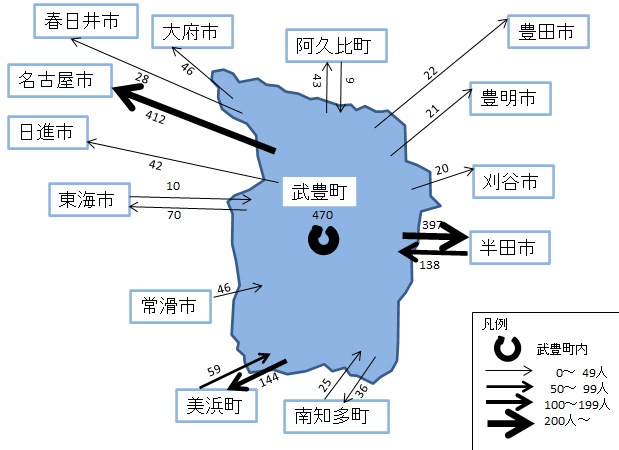 春日井市
大府市
阿久比町
豊田市
名古屋市
豊明市
日進市
刈谷市
東海市
武豊町
半田市
常滑市
美浜町
南知多町
28
46
43
9
22
21
412
42
20
10
70
470
397
138
46
59
144
25
36
凡例
武豊町内
0～ 49人
50～ 99人
100～199人
200人～